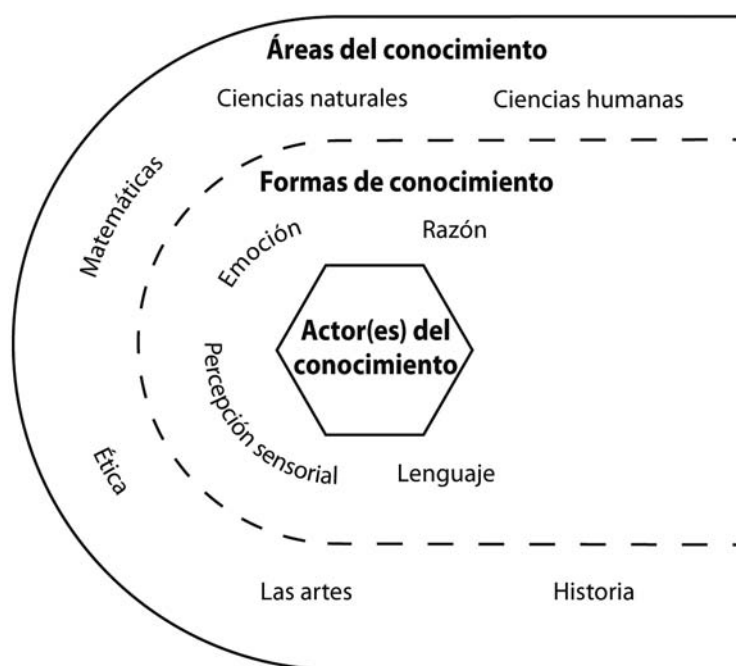 Áreas del conocimiento
Ciencias naturales
Ciencias humanas
Matemáticas
Formas de conocimiento
Emoción
Razón
Actor(es) del
conocimiento
Percepción sensorial
Lenguaje
Ética
Las artes
Historia